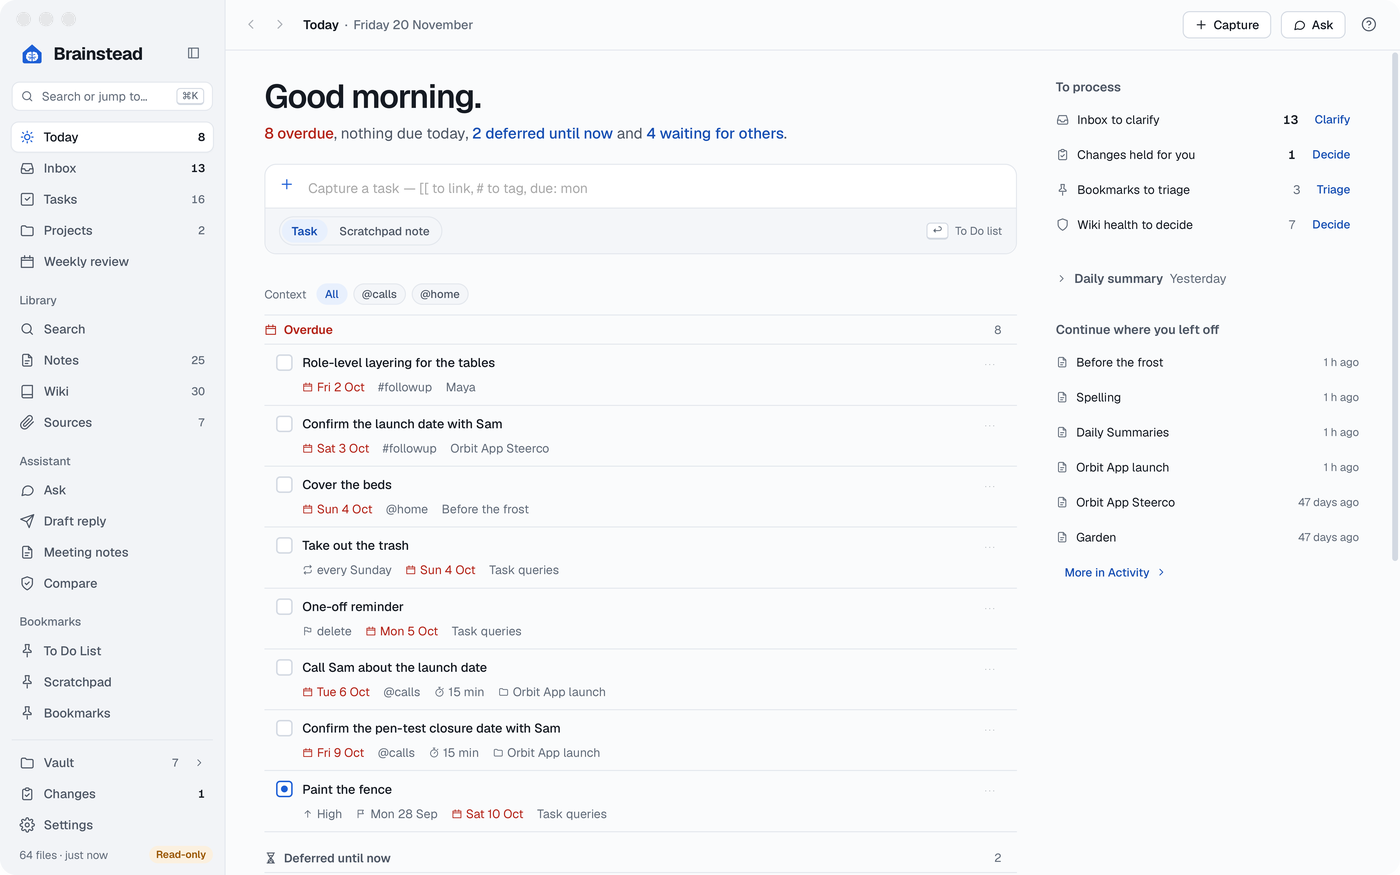 Brainstead
Search or jump to... ⌘K
Today 8
Inbox 13
Tasks 16
Projects 2
Weekly review
Library
Search
Notes 25
Wiki 30
Sources 7
Assistant
Ask
Draft reply
Meeting notes
Compare
Bookmarks
To Do List
Scratchpad
Bookmarks
Vault 7
Changes 1
Settings
64 files · just now Read-only
Today · Friday 20 November
Capture
Ask
Good morning.
8 overdue, nothing due today, 2 deferred until now and 4 waiting for others.
Capture a task — [[ to link, # to tag, due: mon
Task Scratchpad note To Do list
Context All @calls @home
Overdue 8
Role-level layering for the tables
Fri 2 Oct #followup Maya
Confirm the launch date with Sam
Sat 3 Oct #followup Orbit App Steerco
Cover the beds
Sun 4 Oct @home Before the frost
Take out the trash
every Sunday Sun 4 Oct Task queries
One-off reminder
delete Mon 5 Oct Task queries
Call Sam about the launch date
Tue 6 Oct @calls 15 min Orbit App launch
Confirm the pen-test closure date with Sam
Fri 9 Oct @calls 15 min Orbit App launch
Paint the fence
High Mon 28 Sep Sat 10 Oct Task queries
Deferred until now 2
To process
Inbox to clarify 13 Clarify
Changes held for you 1 Decide
Bookmarks to triage 3 Triage
Wiki health to decide 7 Decide
Daily summary Yesterday
Continue where you left off
Before the frost 1 h ago
Spelling 1 h ago
Daily Summaries 1 h ago
Orbit App launch 1 h ago
Orbit App Steerco 47 days ago
Garden 47 days ago
More in Activity